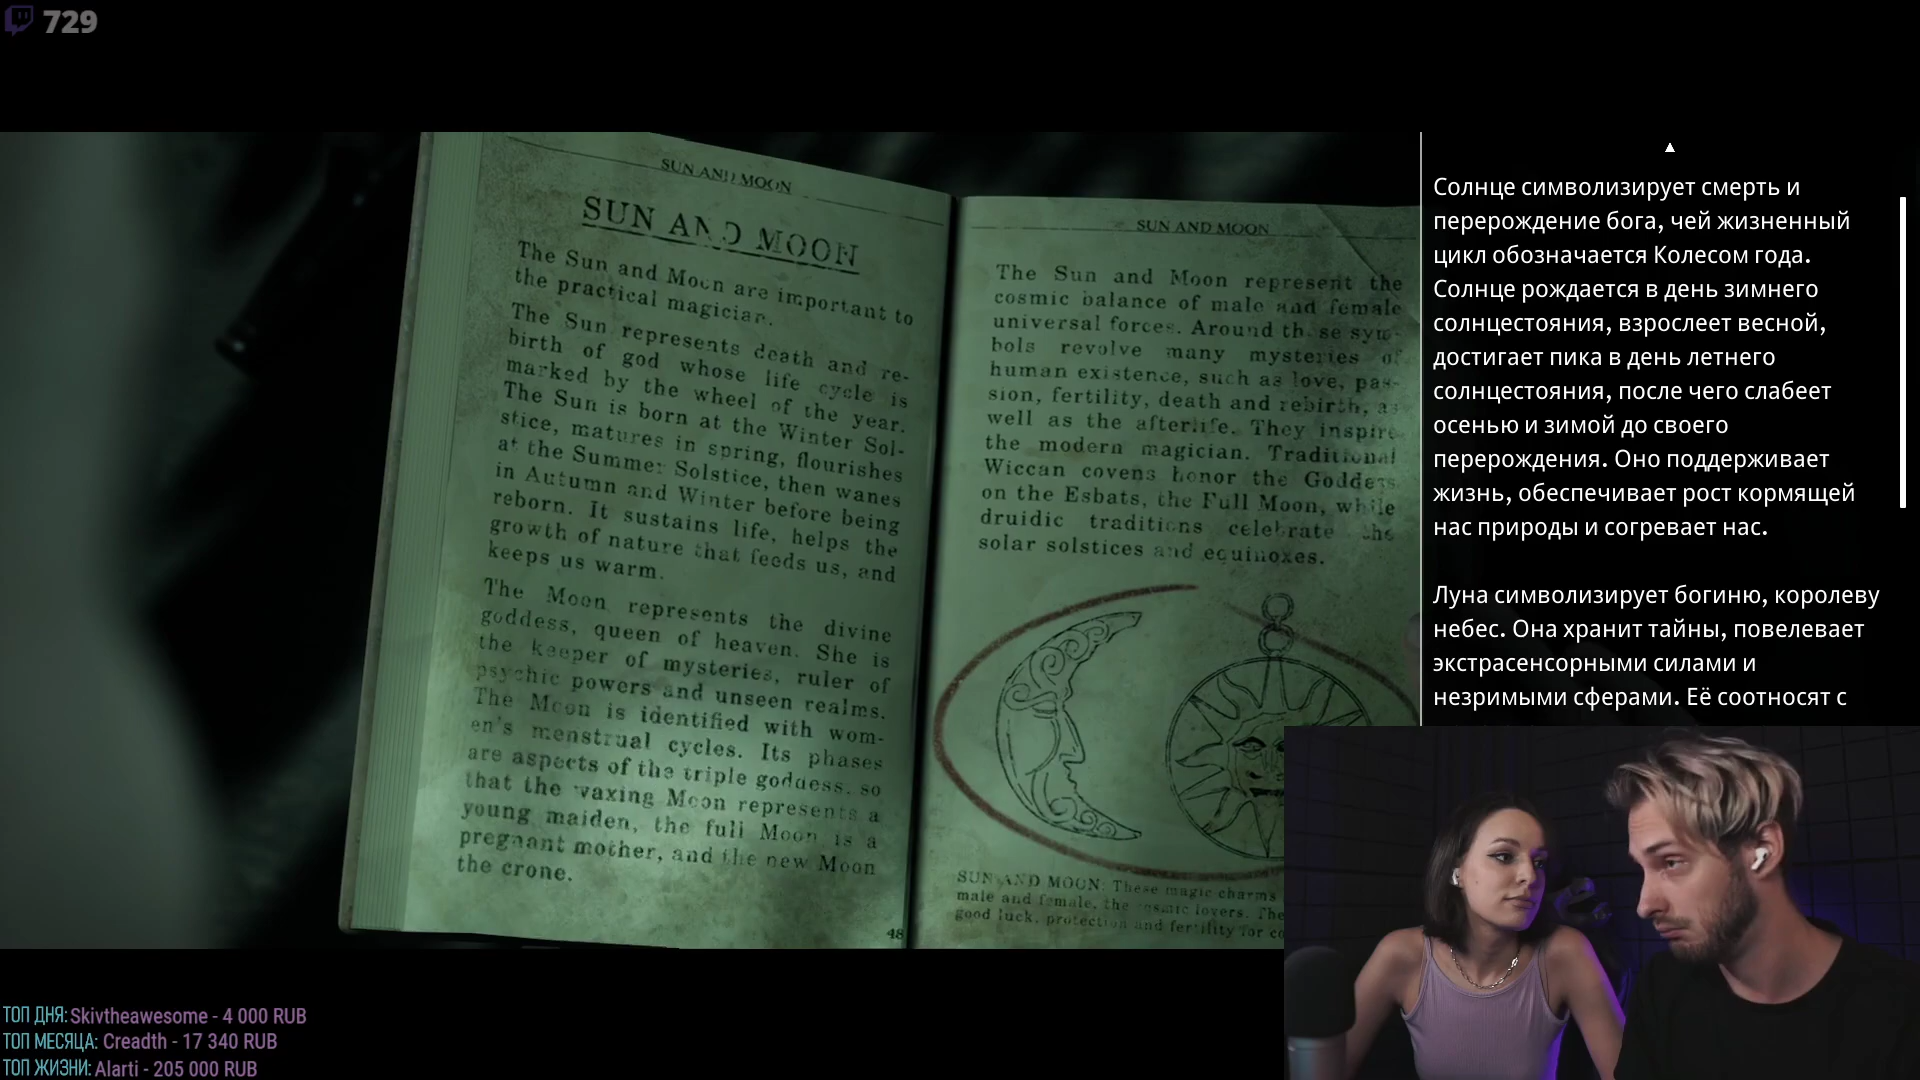 729
SUN AND MOON
SUN AND MOON
The Sun and Moon are important to
the practical magician.
The Sun represents death and re-
birth of god whose life cycle is
marked by the wheel of the year.
The Sun is born at the Winter Sol-
stice, matures in spring, flourishes
at the Summer Solstice, then wanes
in Autumn and Winter before being
reborn. It sustains life, helps the
growth of nature that feeds us, and
keeps us warm.
The Moon represents the divine
goddess, queen of heaven. She is
the keeper of mysteries, ruler of
psychic powers and unseen realms.
The Moon is identified with wom-
en's menstrual cycles. Its phases
are aspects of the triple goddess, so
that the waxing Moon represents a
young maiden, the full Moon is a
pregnant mother, and the new Moon
the crone.
48
SUN AND MOON
The Sun and Moon represent the
cosmic balance of male and female
universal forces. Around these sym-
bols revolve many mysteries of
human existence, such as love, pas-
sion, fertility, death and rebirth, as
well as the afterlife. They inspire
the modern magician. Traditional
Wiccan covens honor the Goddess
on the Esbats, the Full Moon, while
druidic traditions celebrate the
solar solstices and equinoxes.
SUN AND MOON: These magic charms
male and female, the cosmic lovers.
good luck, protection and fertility for
Солнце символизирует смерть и
перерождение бога, чей жизненный
цикл обозначается Колесом года.
Солнце рождается в день зимнего
солнцестояния, взрослеет весной,
достигает пика в день летнего
солнцестояния, после чего слабеет
осенью и зимой до своего
перерождения. Оно поддерживает
жизнь, обеспечивает рост кормящей
нас природы и согревает нас.
Луна символизирует богиню, королеву
небес. Она хранит тайны, повелевает
экстрасенсорными силами и
незримыми сферами. Её соотносят с
ТОП ДНЯ: Skivtheawesome - 4 000 RUB
ТОП МЕСЯЦА: Creadth - 17 340 RUB
ТОП ЖИЗНИ: Alarti - 205 000 RUB